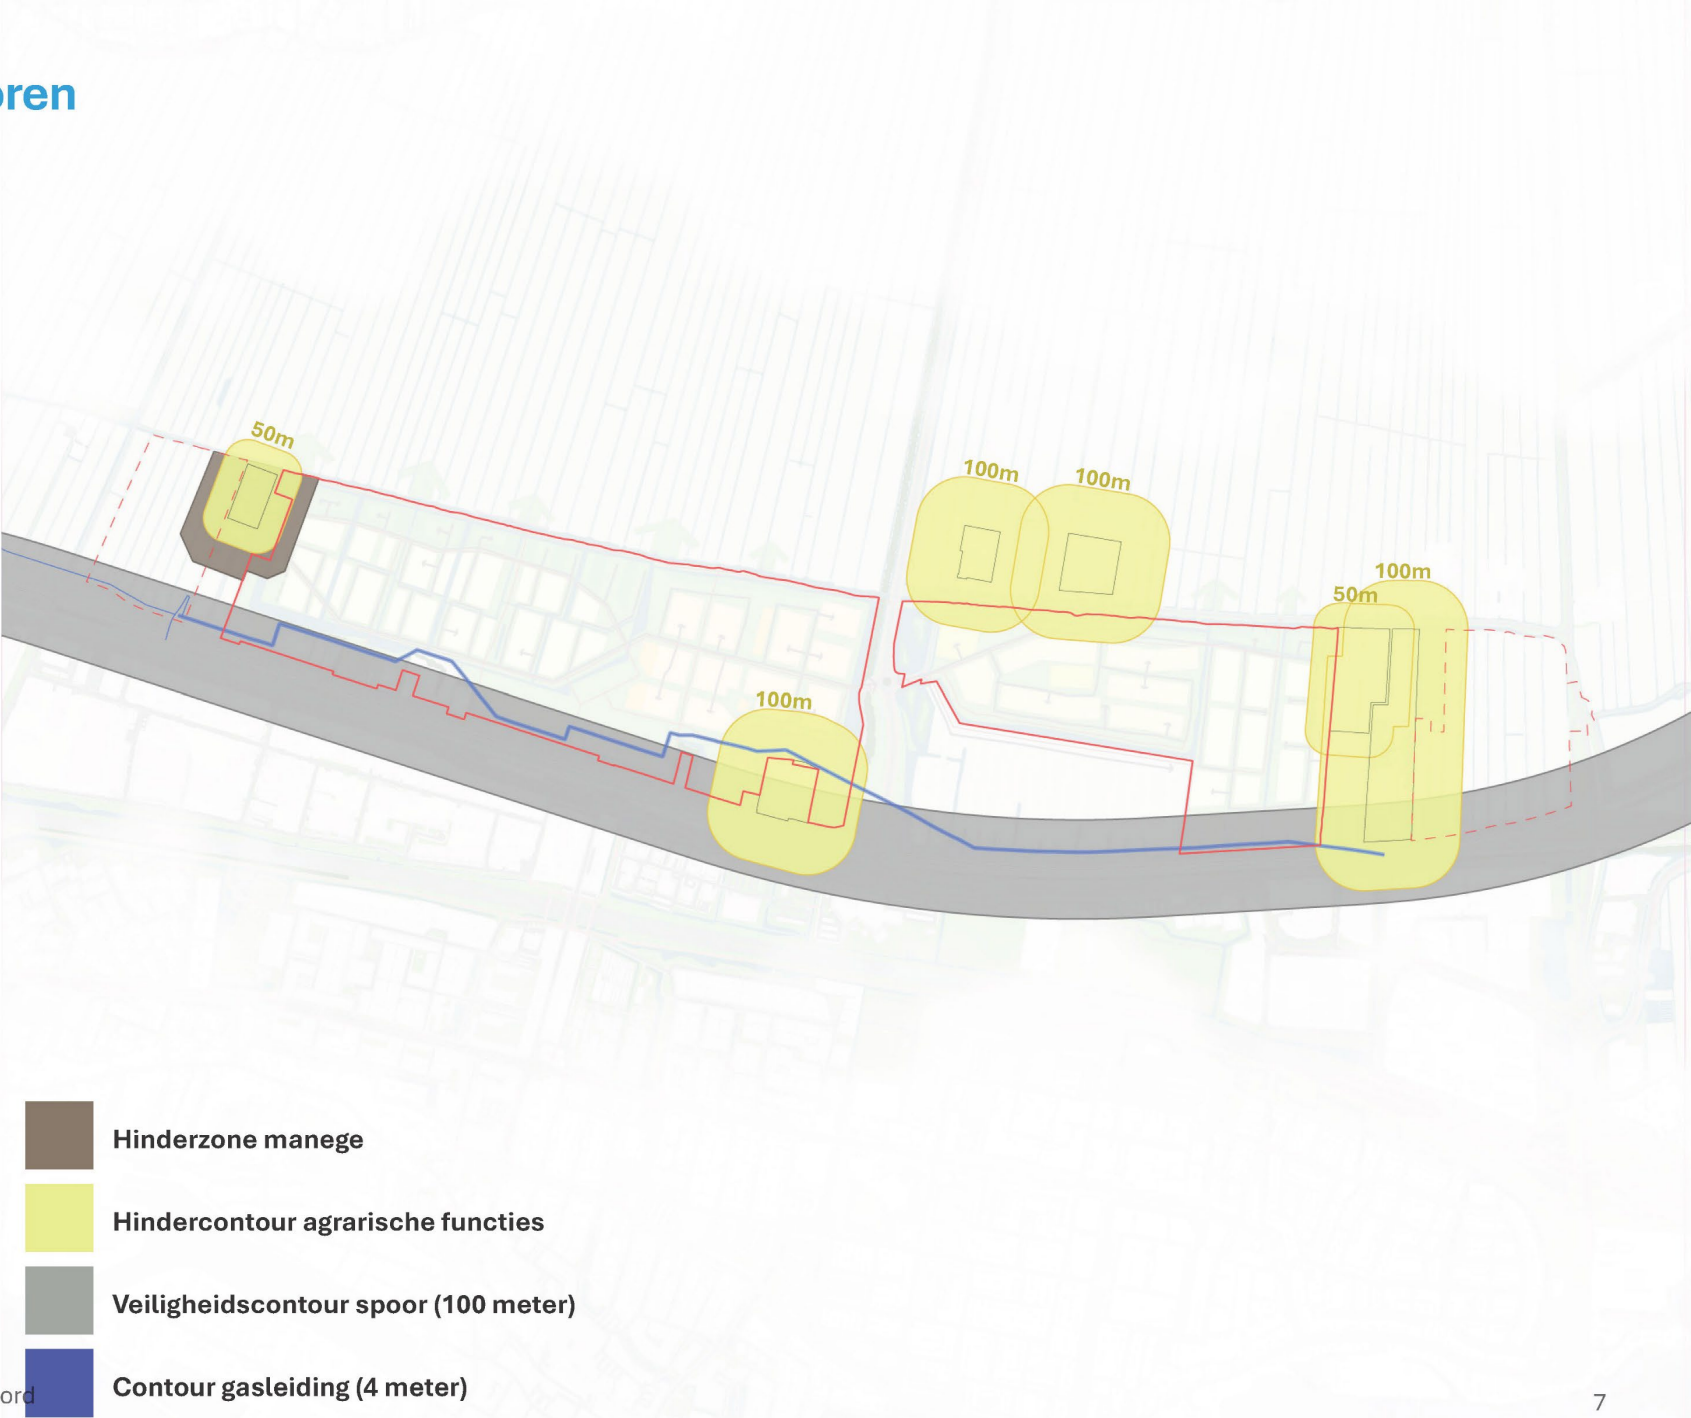 oren
50m
100m
100m
100m
50m
100m
Hinderzone manege
Hindercontour agrarische functies
Veiligheidscontour spoor (100 meter)
Contour gasleiding (4 meter)
ord
7